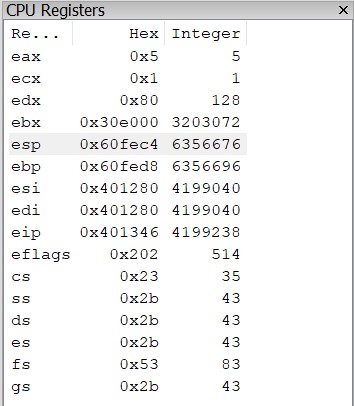 CPU Registers
Re... Hex Integer
eax 0x5 5
ecx 0x1 1
edx 0x80 128
ebx 0x30e000 3203072
esp 0x60fec4 6356676
ebp 0x60fed8 6356696
esi 0x401280 4199040
edi 0x401280 4199040
eip 0x401346 4199238
eflags 0x202 514
cs 0x23 35
ss 0x2b 43
ds 0x2b 43
es 0x2b 43
fs 0x53 83
gs 0x2b 43